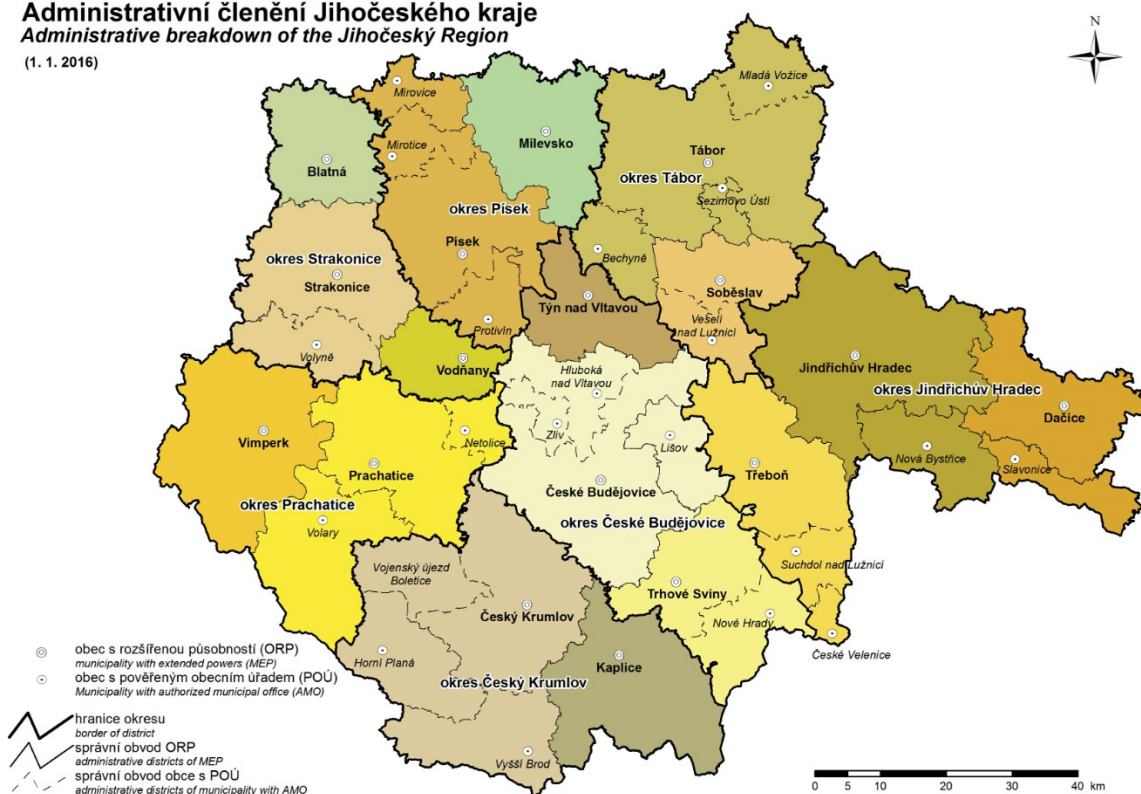 Administrativní členění Jihočeského kraje
Administrative breakdown of the Jihočeský Region
(1. 1. 2016)
N
Mladá Vožice
Mirovice
Milevsko
Mirotice
Blatná
Tábor
okres Tábor
Sezimovo Ústí
okres Písek
Písek
Bechyně
okres Strakonice
Strakonice
Soběslav
Týn nad Vltavou
Protivín
Veselí
nad Lužnicí
Volyně
Vodňany
Jindřichův Hradec
okres Jindřichův Hradec
Hluboká
nad Vltavou
Dačice
Vimperk
Zliv
Netolice
Lišov
Nová Bystřice
Slavonice
Prachatice
Třeboň
České Budějovice
okres Prachatice
okres České Budějovice
Volary
Suchdol nad Lužnicí
Vojenský újezd
Boletice
Trhové Sviny
Český Krumlov
Nové Hrady
České Velenice
Horní Planá
Kaplice
okres Český Krumlov
Vyšší Brod
obec s rozšířenou působností (ORP)
municipality with extended powers (MEP)
obec s pověřeným obecním úřadem (POÚ)
Municipality with authorized municipal office (AMO)
hranice okresu
border of district
správní obvod ORP
administrative districts of MEP
správní obvod obce s POÚ
administrative districts of municipality with AMO
0 5 10 20 30 40 km